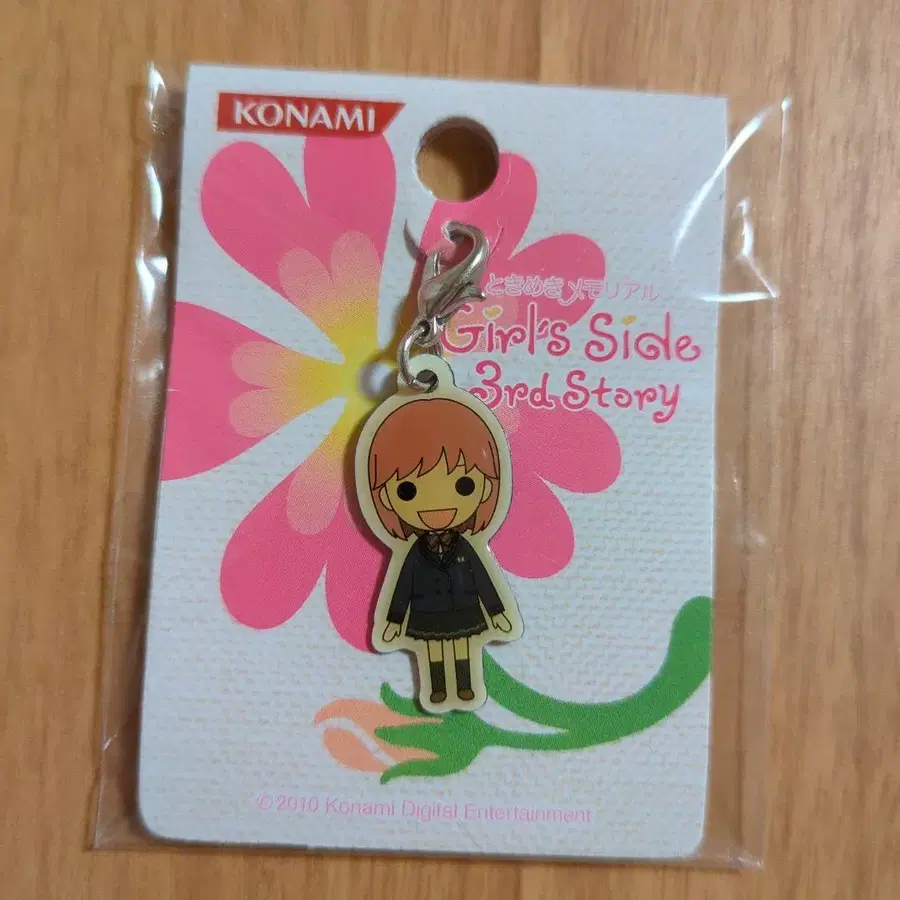 KONAMI
ときめきメモリアル
Girl's Side
3rd Story
© 2010 Konami Digital Entertainment